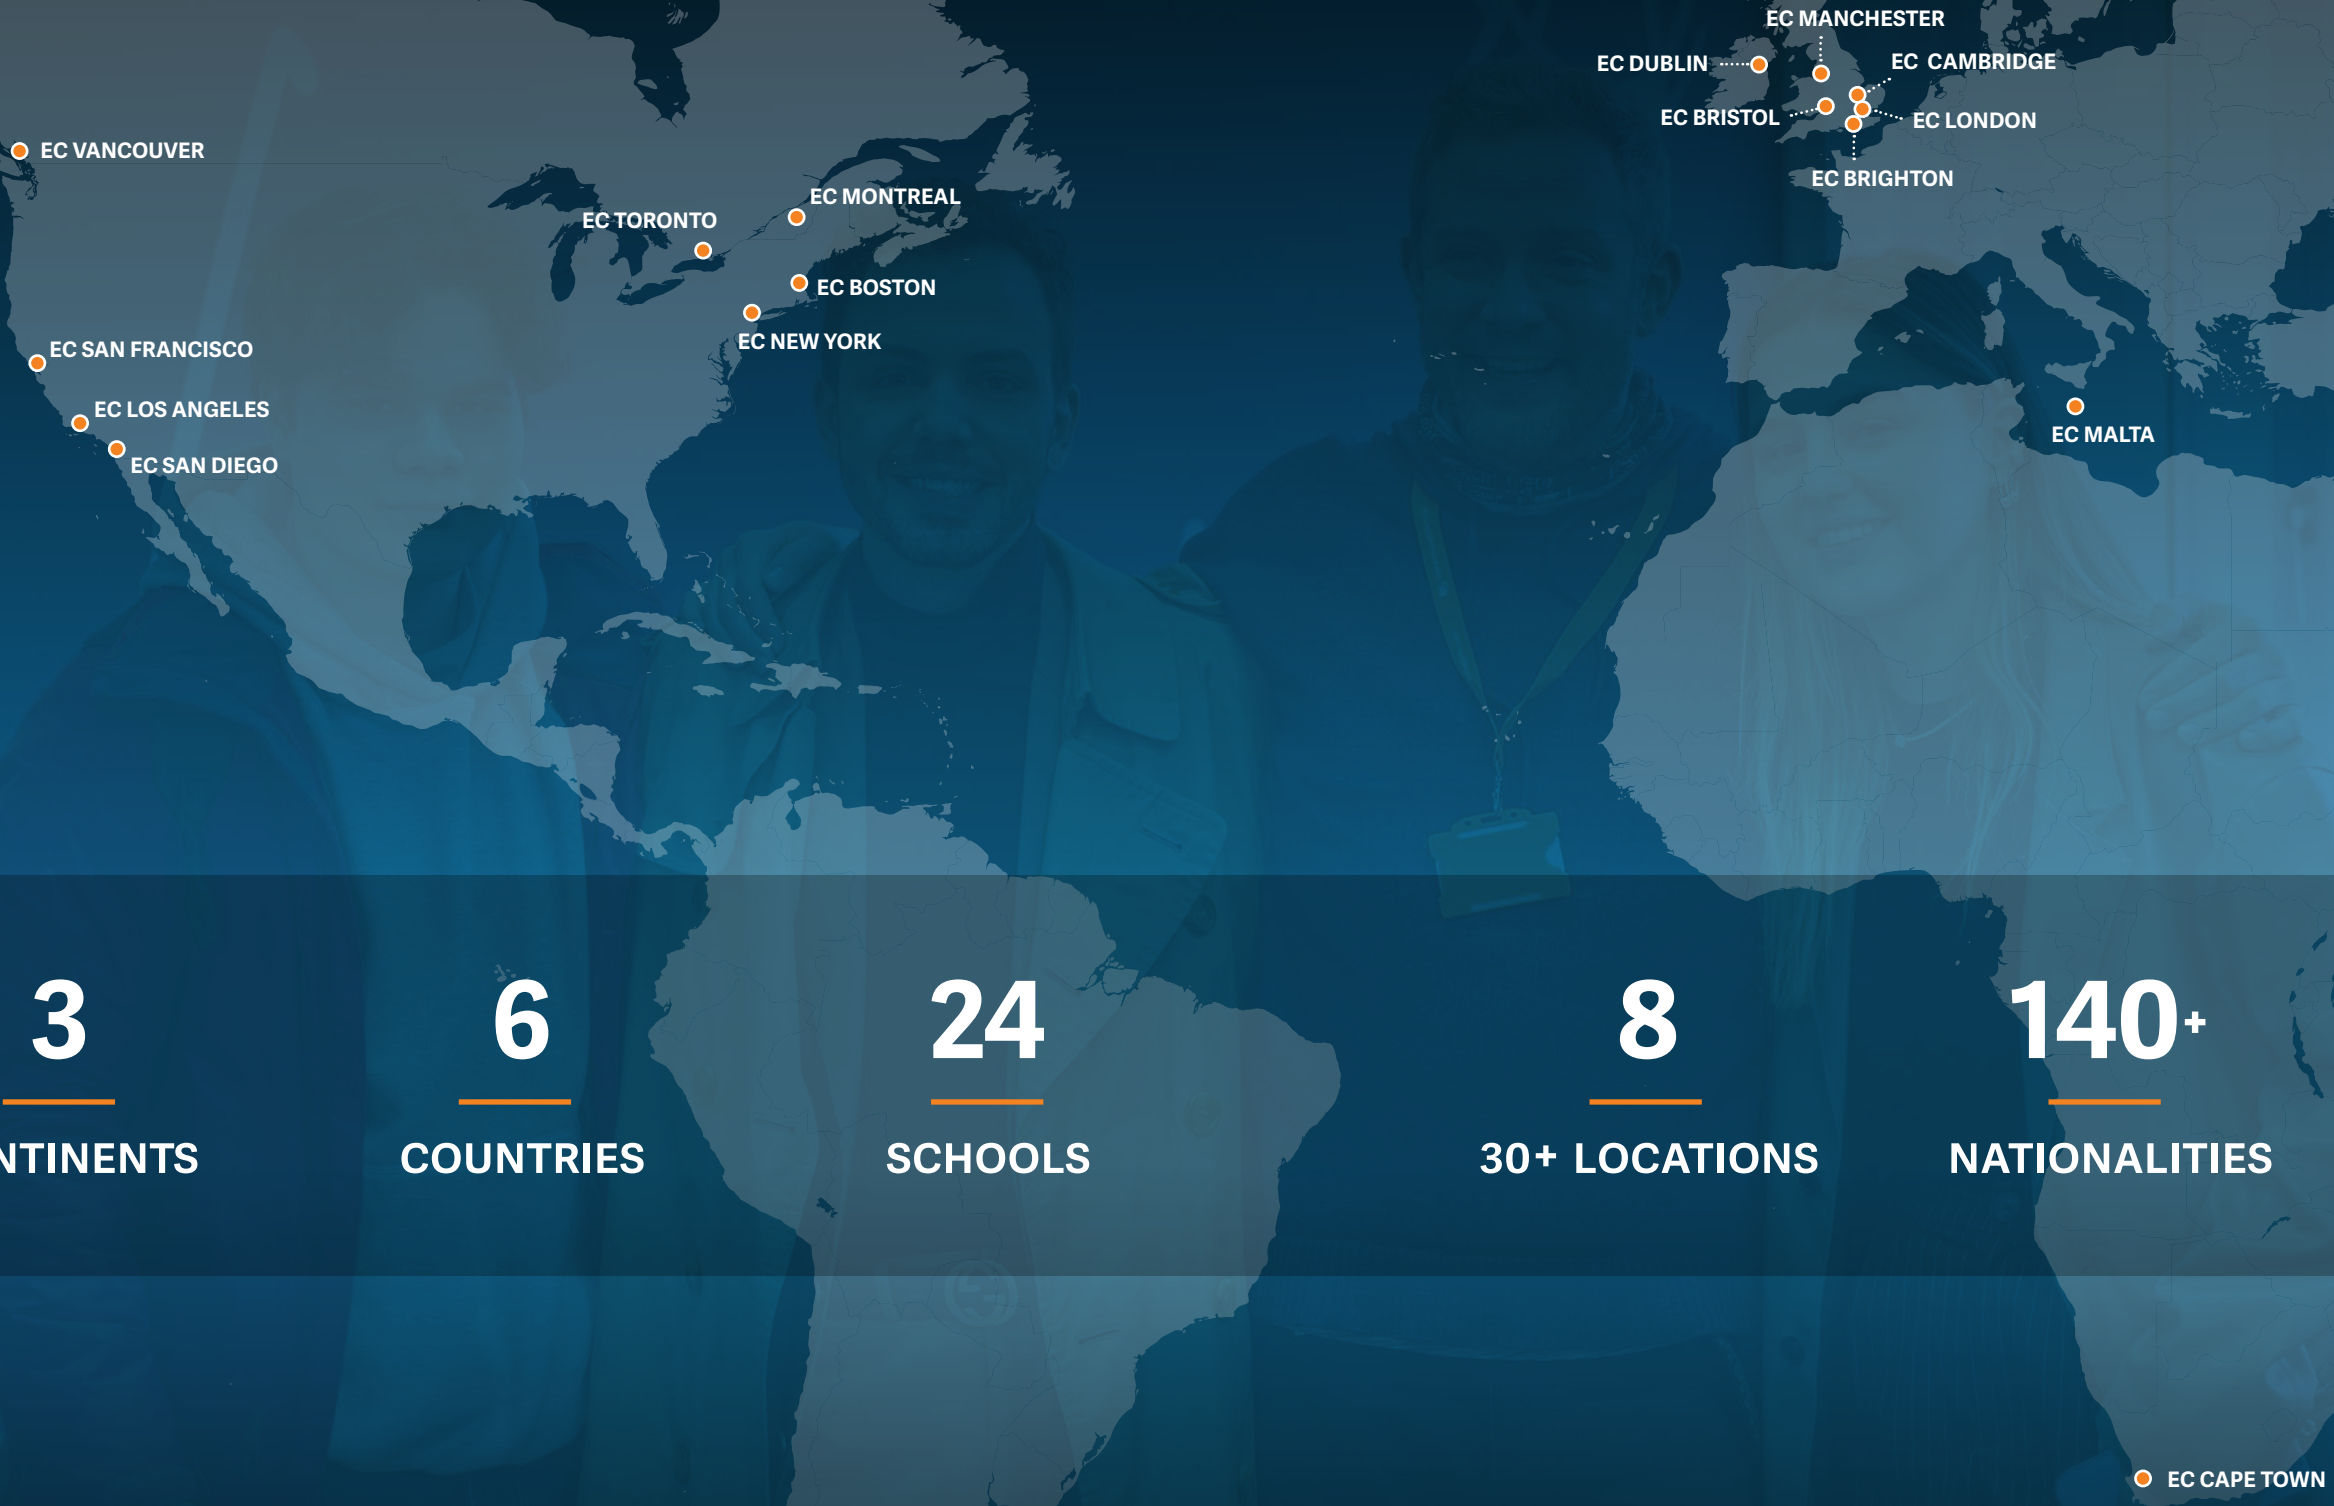 EC MANCHESTER
EC DUBLIN
EC  CAMBRIDGE
EC BRISTOL
EC LONDON
EC VANCOUVER
EC BRIGHTON
EC MONTREAL
EC TORONTO
EC BOSTON
EC NEW YORK
EC SAN FRANCISCO
EC LOS ANGELES
EC MALTA
EC SAN DIEGO
3
6
24
8
140+
NTINENTS
COUNTRIES
SCHOOLS
30+ LOCATIONS
NATIONALITIES
EC CAPE TOWN